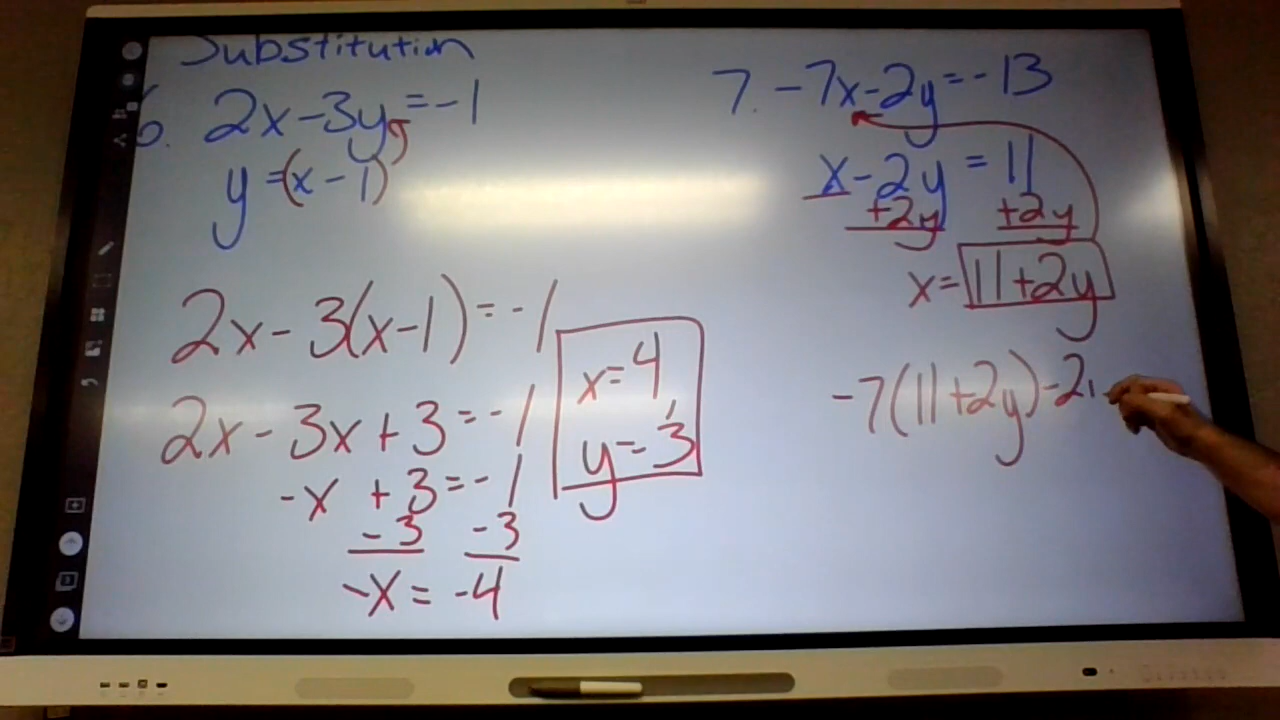 Substitution
6. 2x-3y=-1
y=(x-1)
2x-3(x-1)=-1
2x-3x+3=-1
-x+3=-1
-3 -3
-x=-4
x=4,
y=3
7. -7x-2y=-13
x-2y=11
+2y +2y
x=11+2y
-7(11+2y)-2